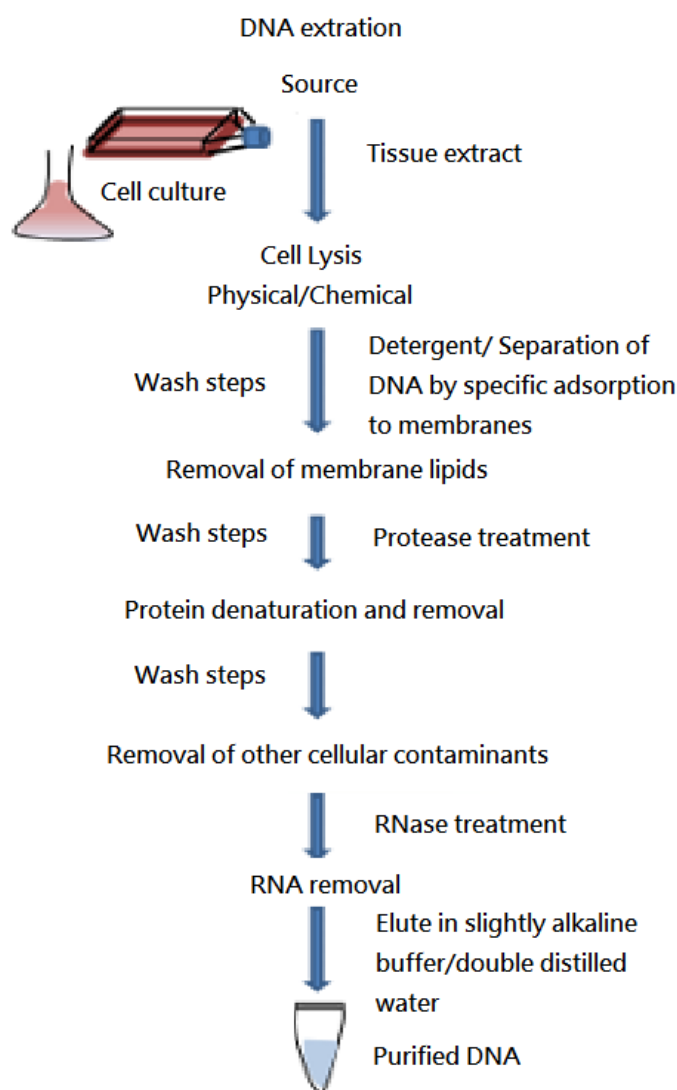 DNA extration
Source
Tissue extract
Cell culture
Cell Lysis
Physical/Chemical
Detergent/ Separation of
DNA by specific adsorption
to membranes
Wash steps
Removal of membrane lipids
Wash steps
Protease treatment
Protein denaturation and removal
Wash steps
Removal of other cellular contaminants
RNase treatment
RNA removal
Elute in slightly alkaline
buffer/double distilled
water
Purified DNA